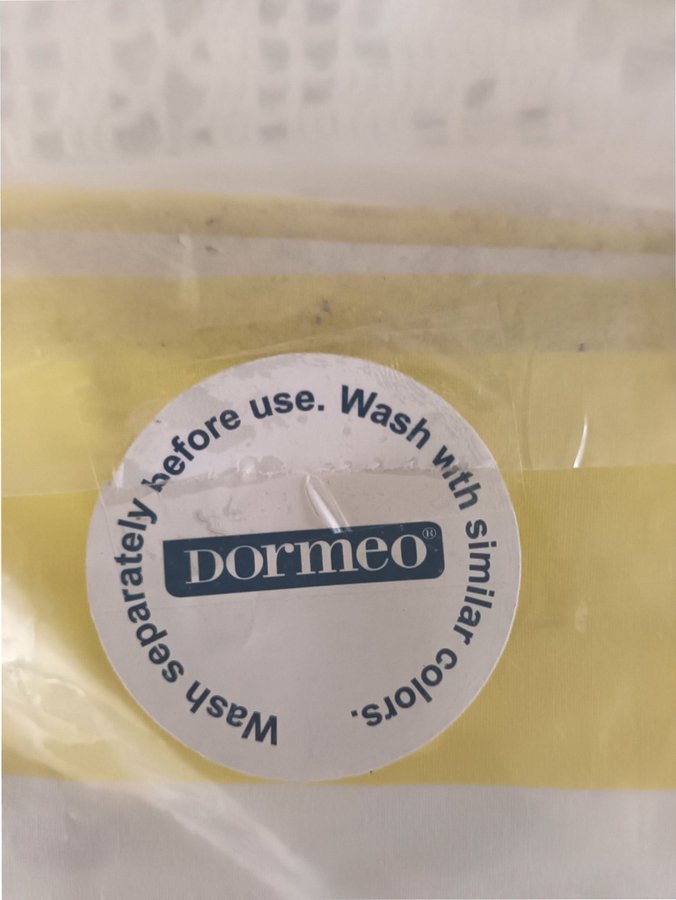 Wash separately before use. Wash with similar colors.
DORMEO®